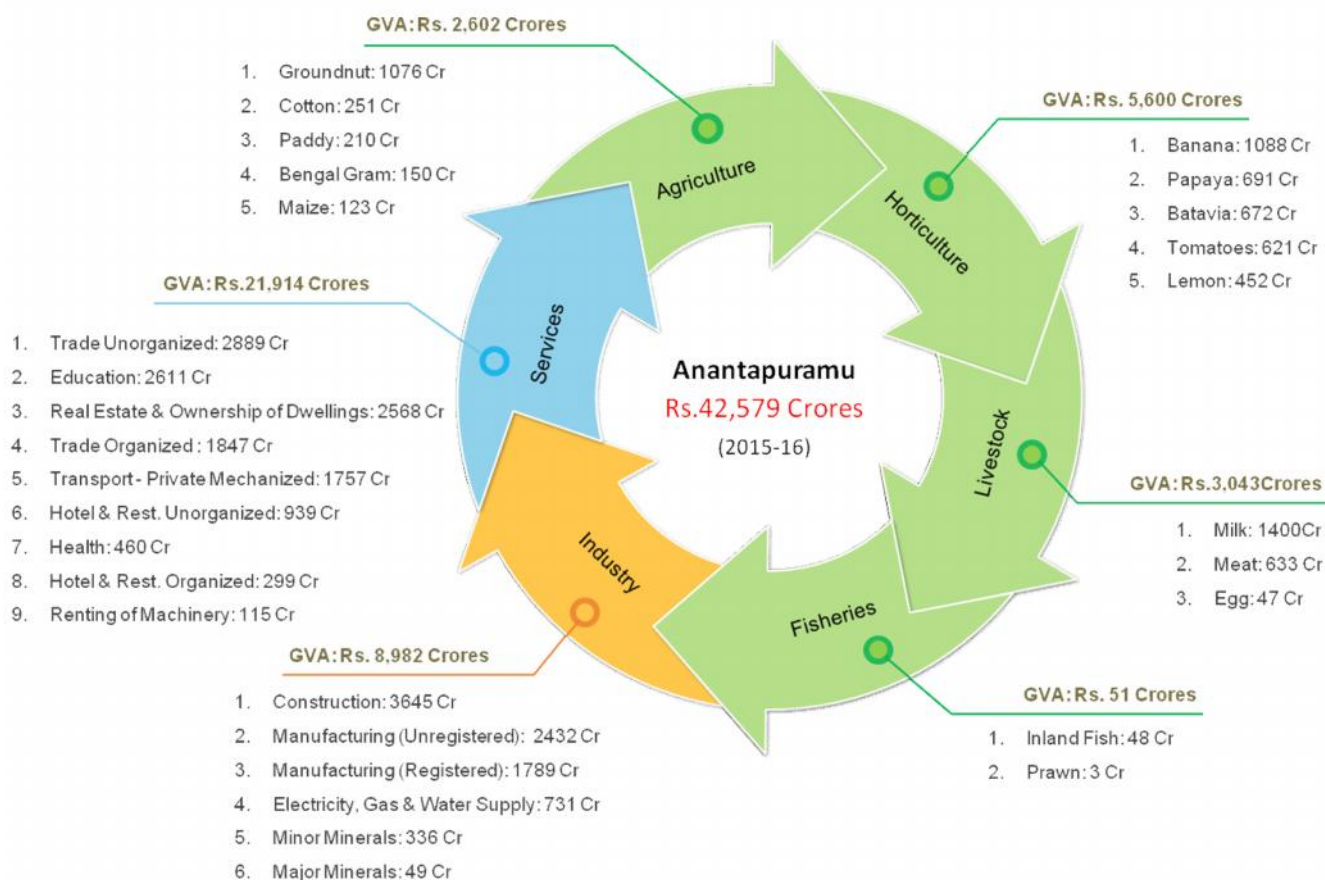 GVA: Rs. 2,602 Crores
1. Groundnut: 1076 Cr
2. Cotton: 251 Cr
3. Paddy: 210 Cr
4. Bengal Gram: 150 Cr
5. Maize: 123 Cr
Agriculture
GVA: Rs. 5,600 Crores
1. Banana: 1088 Cr
2. Papaya: 691 Cr
3. Batavia: 672 Cr
4. Tomatoes: 621 Cr
5. Lemon: 452 Cr
Horticulture
GVA: Rs.21,914 Crores
1. Trade Unorganized: 2889 Cr
2. Education: 2611 Cr
3. Real Estate & Ownership of Dwellings: 2568 Cr
4. Trade Organized : 1847 Cr
5. Transport - Private Mechanized: 1757 Cr
6. Hotel & Rest. Unorganized: 939 Cr
7. Health: 460 Cr
8. Hotel & Rest. Organized: 299 Cr
9. Renting of Machinery: 115 Cr
Services
Anantapuramu
Rs.42,579 Crores
(2015-16)
Livestock
GVA: Rs.3,043Crores
1. Milk: 1400Cr
2. Meat: 633 Cr
3. Egg: 47 Cr
Industry
Fisheries
GVA: Rs. 8,982 Crores
1. Construction: 3645 Cr
2. Manufacturing (Unregistered): 2432 Cr
3. Manufacturing (Registered): 1789 Cr
4. Electricity, Gas & Water Supply: 731 Cr
5. Minor Minerals: 336 Cr
6. Major Minerals: 49 Cr
GVA: Rs. 51 Crores
1. Inland Fish: 48 Cr
2. Prawn: 3 Cr